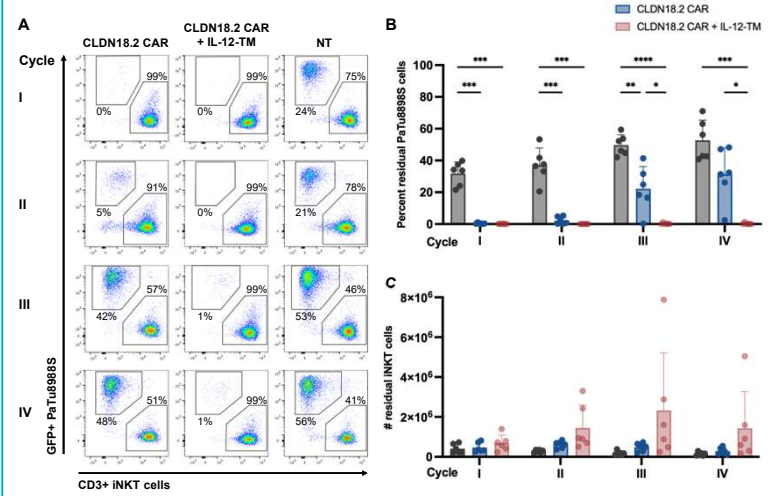 A
CLDN18.2 CAR
CLDN18.2 CAR
+ IL-12-TM
NT
Cycle
I
99%
0%
99%
0%
75%
24%
II
91%
5%
99%
0%
78%
21%
III
57%
42%
99%
1%
46%
53%
IV
51%
48%
99%
1%
41%
56%
GFP+ PaTu8988S
CD3+ iNKT cells
CLDN18.2 CAR
CLDN18.2 CAR + IL-12-TM
B
Percent residual PaTu8898S cells
100
80
60
40
20
0
*** *** **** ***
*** *** ** * *
Cycle I II III IV
C
# residual iNKT cells
8×10⁶
6×10⁶
4×10⁶
2×10⁶
0
Cycle I II III IV